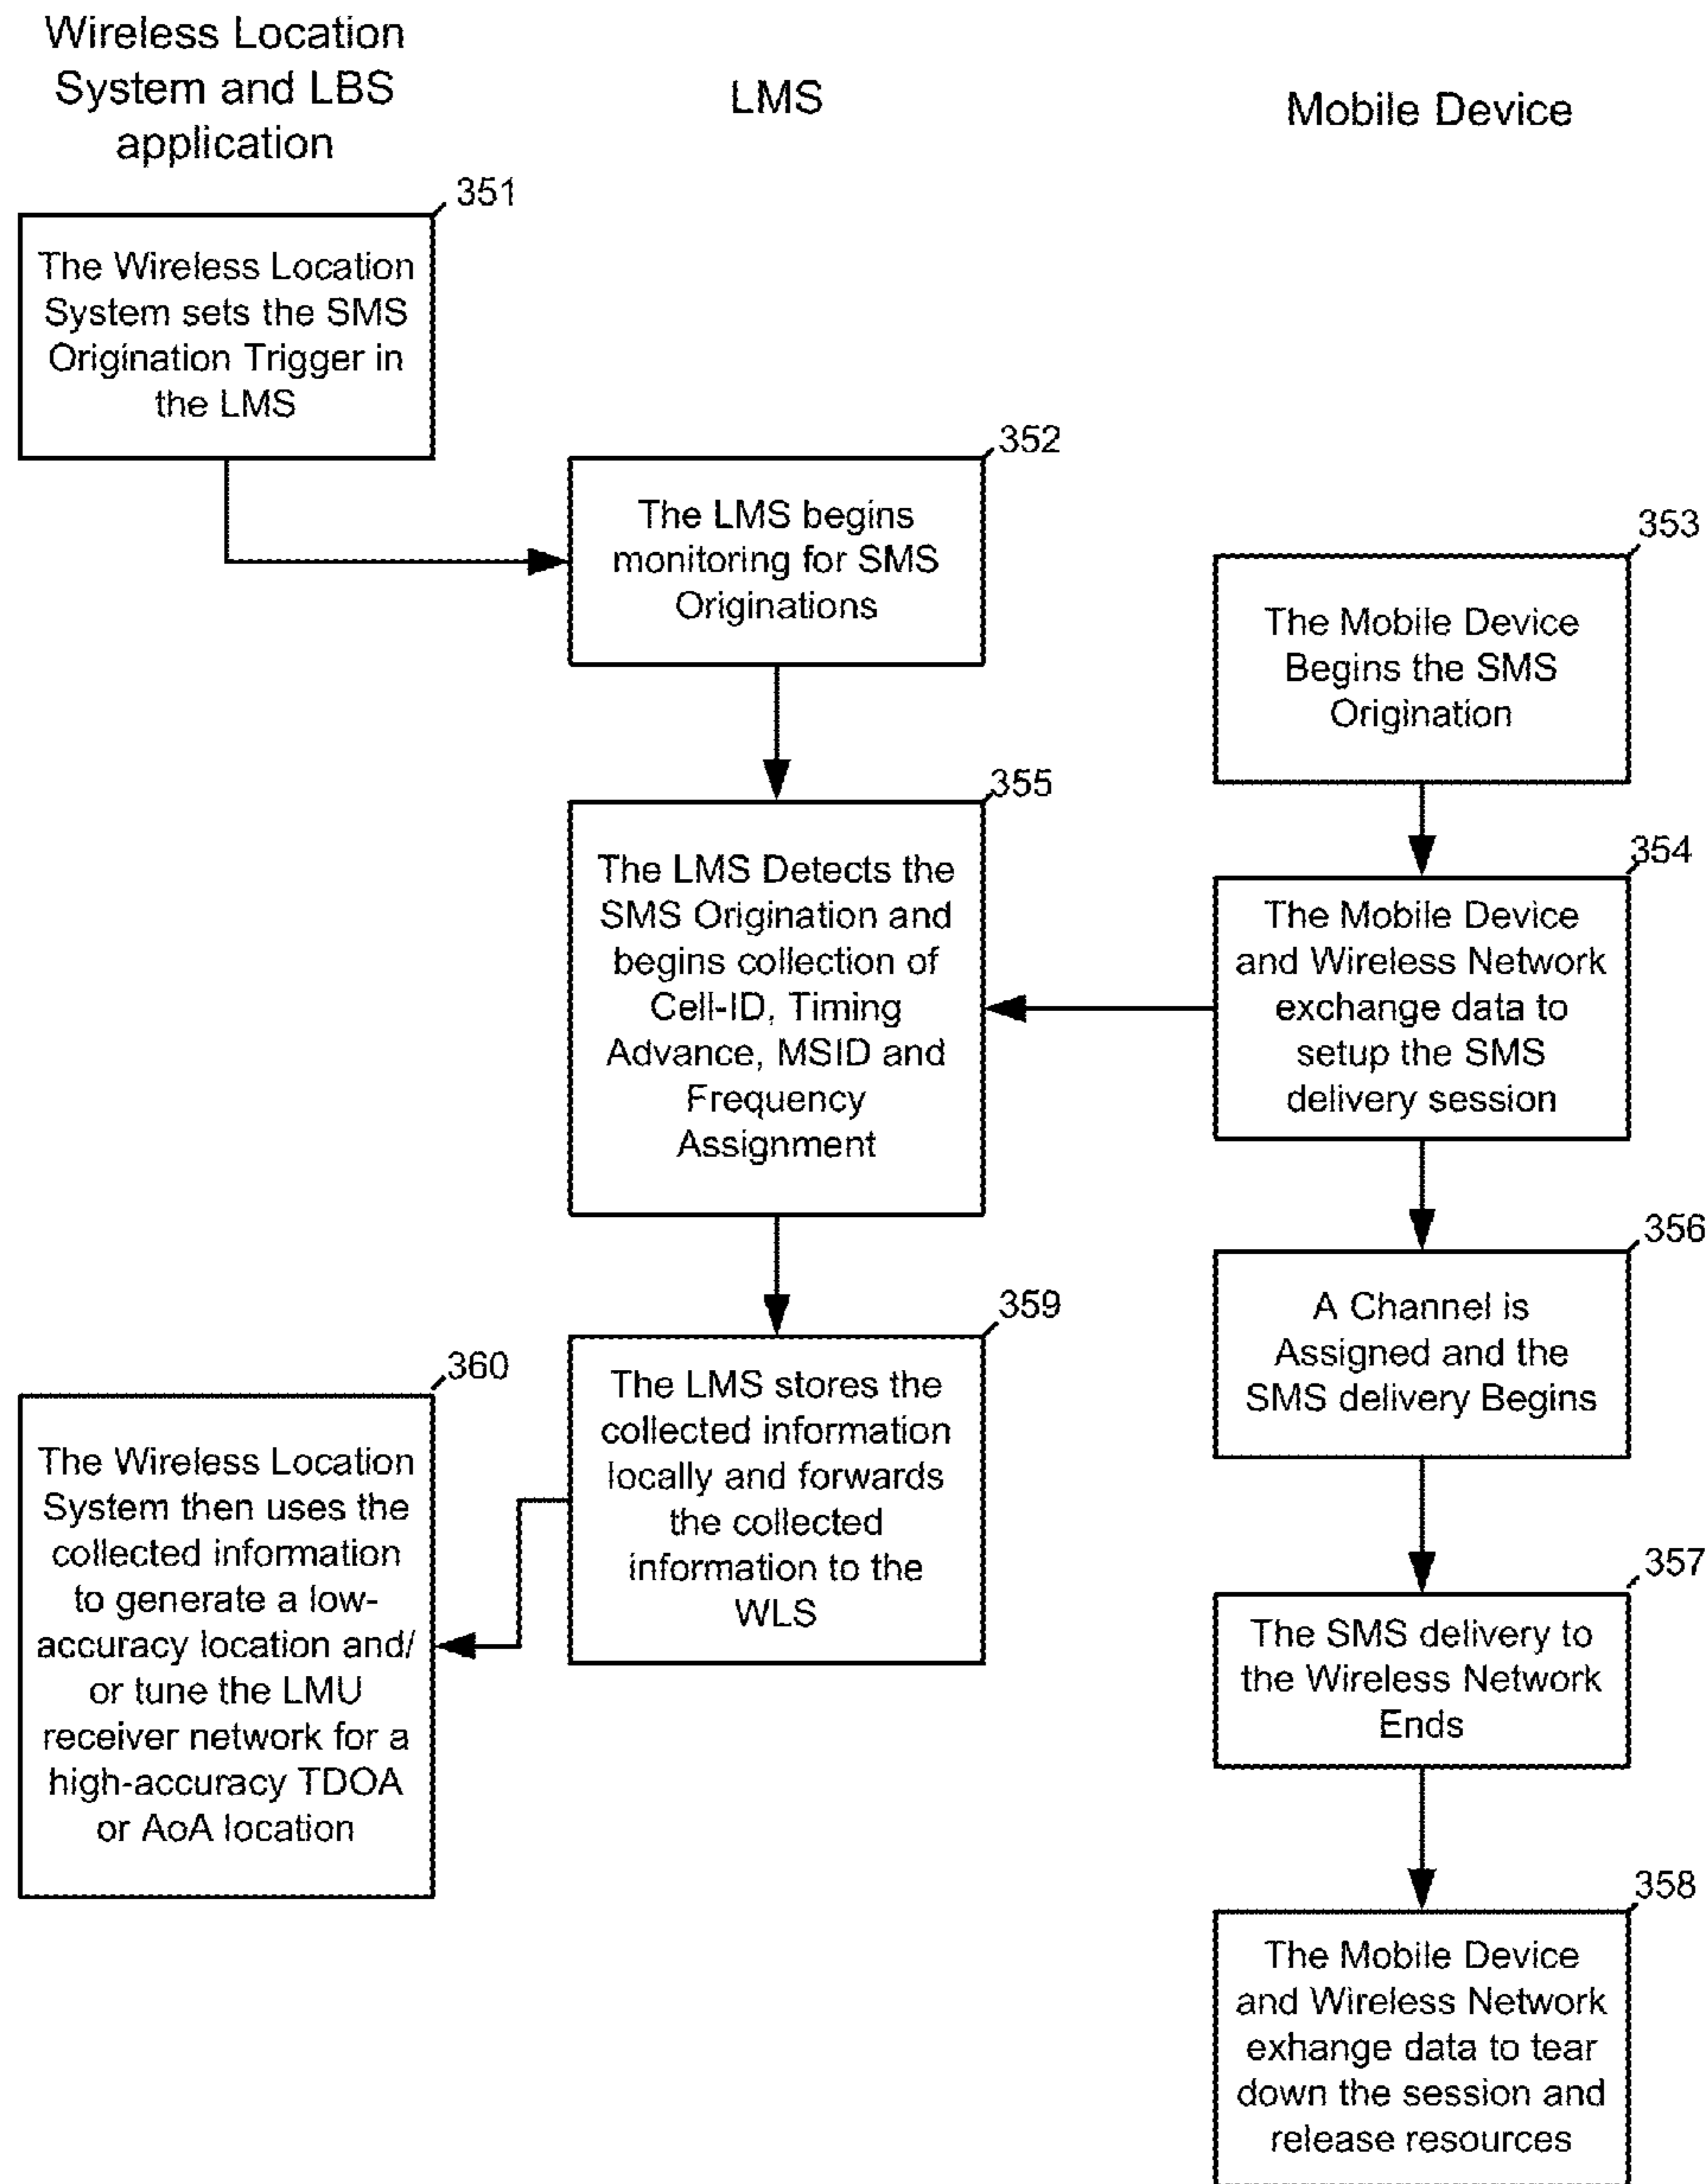 Wireless Location
System and LBS
application
LMS
Mobile Device
351
The Wireless Location
System sets the SMS
Origination Trigger in
the LMS
352
The LMS begins
monitoring for SMS
Originations
353
The Mobile Device
Begins the SMS
Origination
354
The Mobile Device
and Wireless Network
exchange data to
setup the SMS
delivery session
355
The LMS Detects the
SMS Origination and
begins collection of
Cell-ID, Timing
Advance, MSID and
Frequency
Assignment
356
A Channel is
Assigned and the
SMS delivery Begins
357
The SMS delivery to
the Wireless Network
Ends
358
The Mobile Device
and Wireless Network
exhange data to tear
down the session and
release resources
359
The LMS stores the
collected information
locally and forwards
the collected
information to the
WLS
360
The Wireless Location
System then uses the
collected information
to generate a low-
accuracy location and/
or tune the LMU
receiver network for a
high-accuracy TDOA
or AoA location